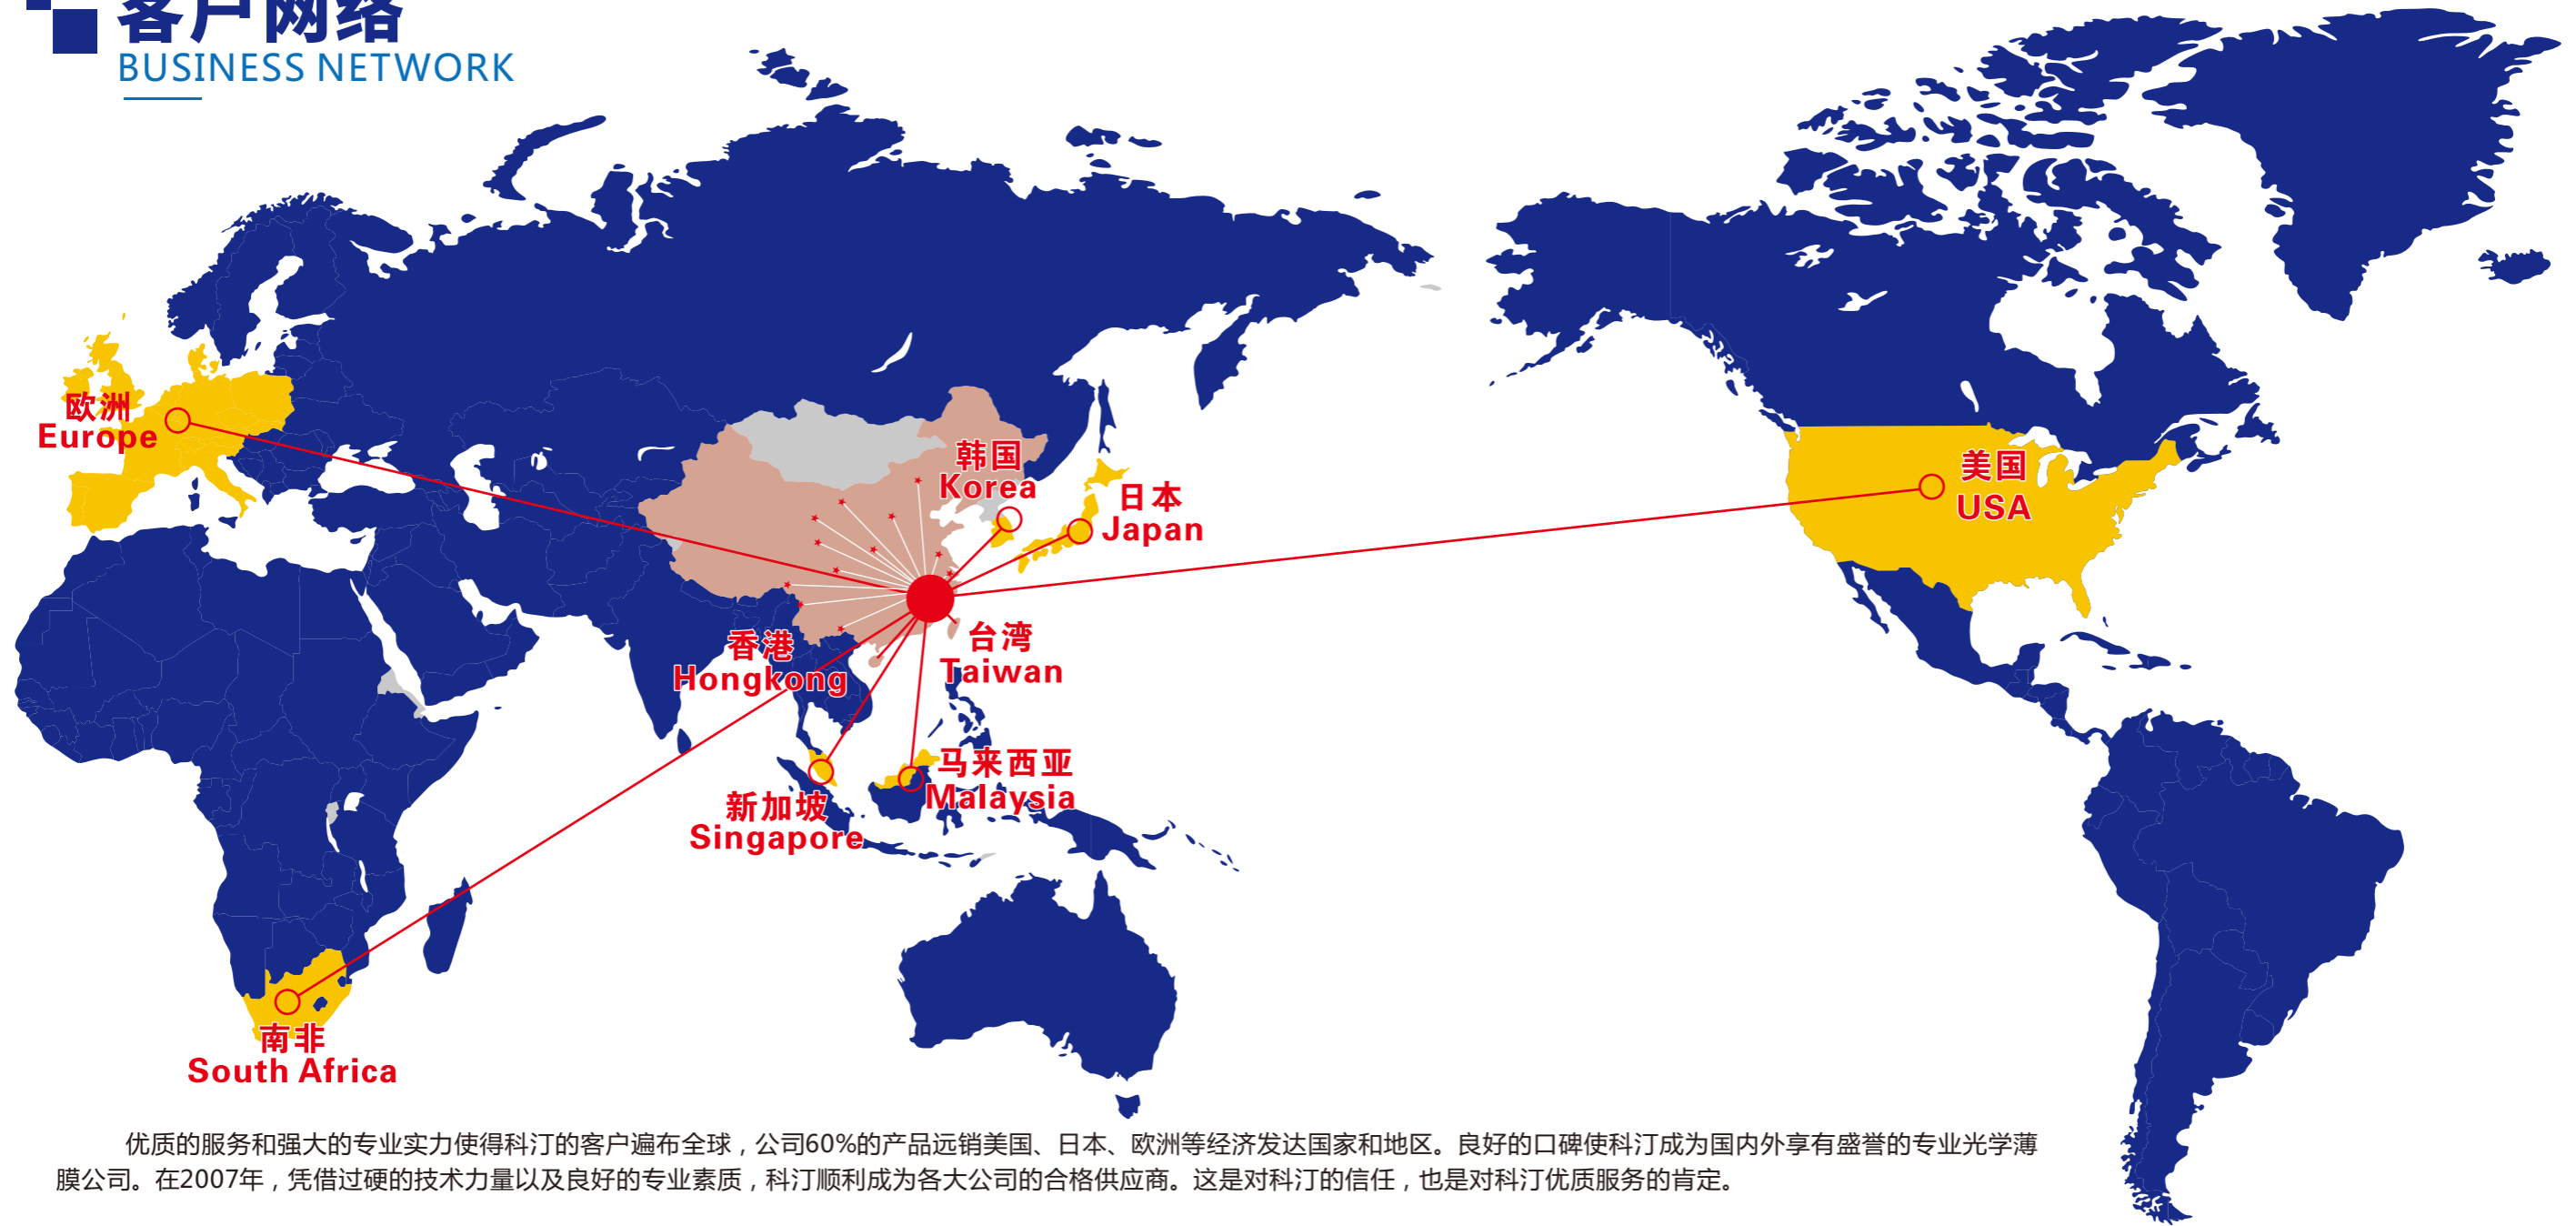 客户网络
BUSINESS NETWORK
欧洲
Europe
韩国
Korea
日本
Japan
美国
USA
香港
Hongkong
台湾
Taiwan
新加坡
Singapore
马来西亚
Malaysia
南非
South Africa
优质的服务和强大的专业实力使得科汀的客户遍布全球，公司60%的产品远销美国、日本、欧洲等经济发达国家和地区。良好的口碑使科汀成为国内外享有盛誉的专业光学薄
膜公司。在2007年，凭借过硬的技术力量以及良好的专业素质，科汀顺利成为各大公司的合格供应商。这是对科汀的信任，也是对科汀优质服务的肯定。